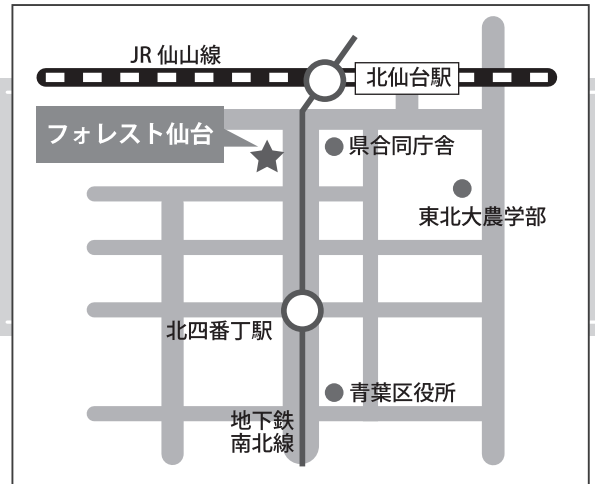 JR 仙山線
北仙台駅
フォレスト仙台
県合同庁舎
東北大農学部
北四番丁駅
青葉区役所
地下鉄
南北線